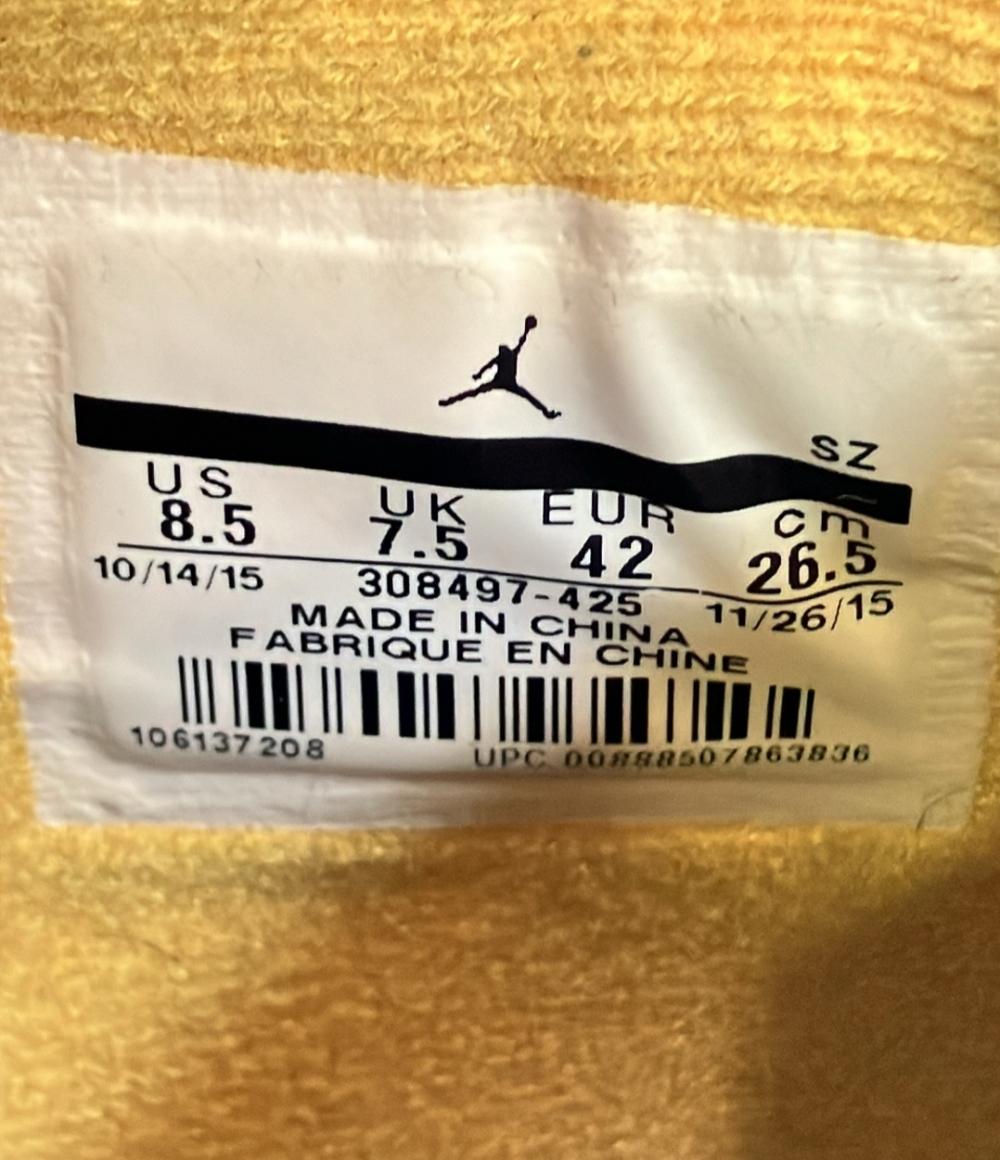 SZ
US UK EUR cm
8.5 7.5 42 26.5
10/14/15 308497-425 11/26/15
MADE IN CHINA
FABRIQUE EN CHINE
106137208 UPC 00888507863836